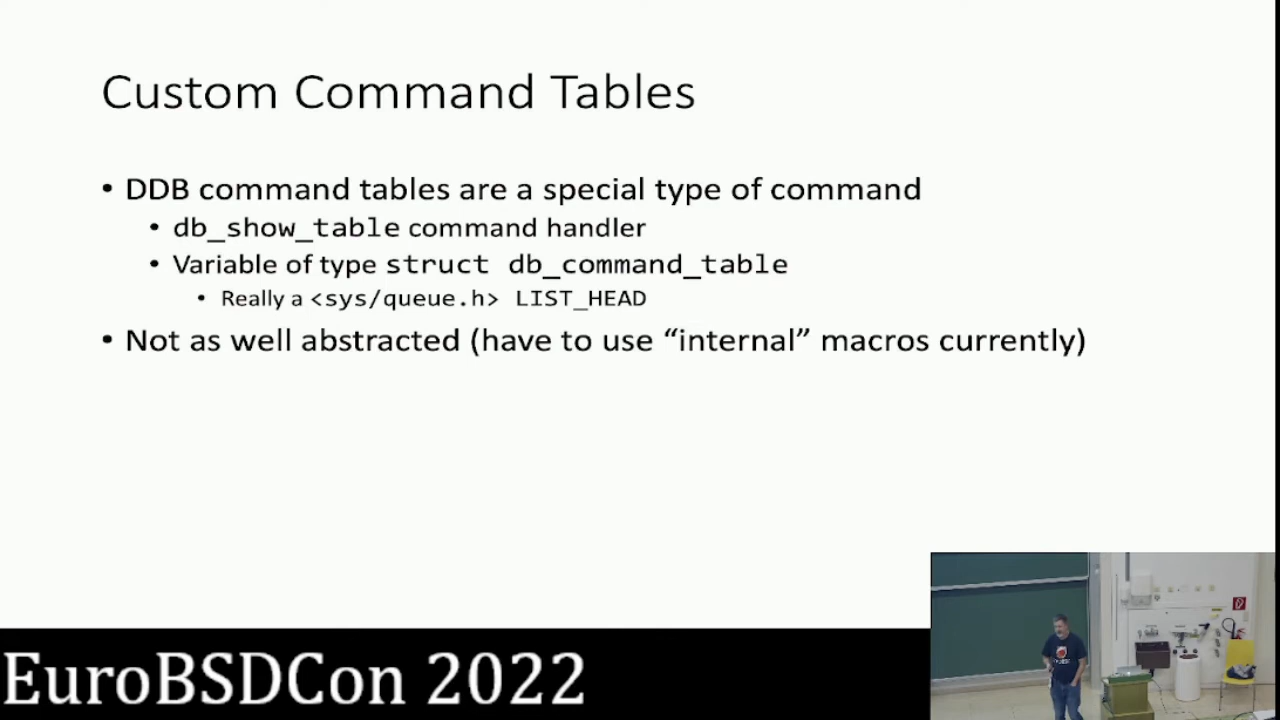 Custom Command Tables
• DDB command tables are a special type of command
• db_show_table command handler
• Variable of type struct db_command_table
• Really a <sys/queue.h> LIST_HEAD
• Not as well abstracted (have to use “internal” macros currently)
EuroBSDCon 2022